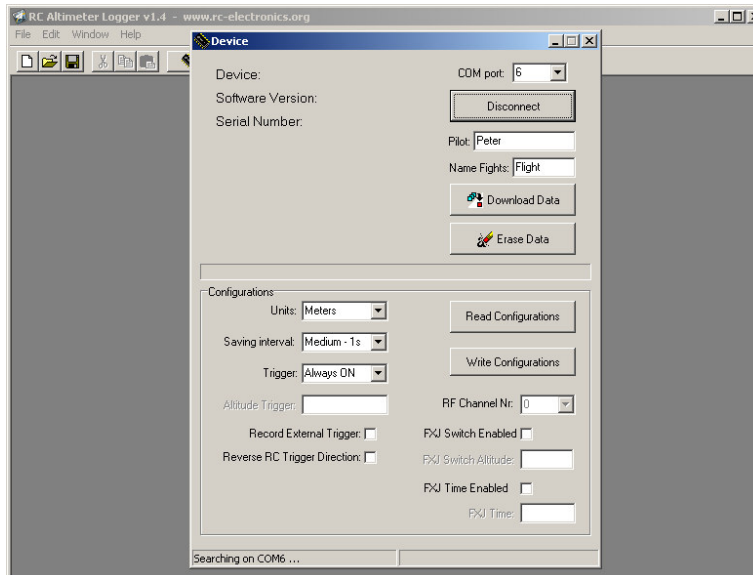 RC Altimeter Logger v1.4 - www.rc-electronics.org
File Edit Window Help
Device
Device:
COM port: 6
Software Version:
Disconnect
Serial Number:
Pilot: Peter
Name Fights: Flight
Download Data
Erase Data
Configurations
Units: Meters
Read Configurations
Saving interval: Medium - 1s
Write Configurations
Trigger: Always ON
Altitude Trigger:
RF Channel Nr: 0
Record External Trigger:
FXJ Switch Enabled
Reverse RC Trigger Direction:
FXJ Switch Altitude:
FXJ Time Enabled
FXJ Time:
Searching on COM6 ...